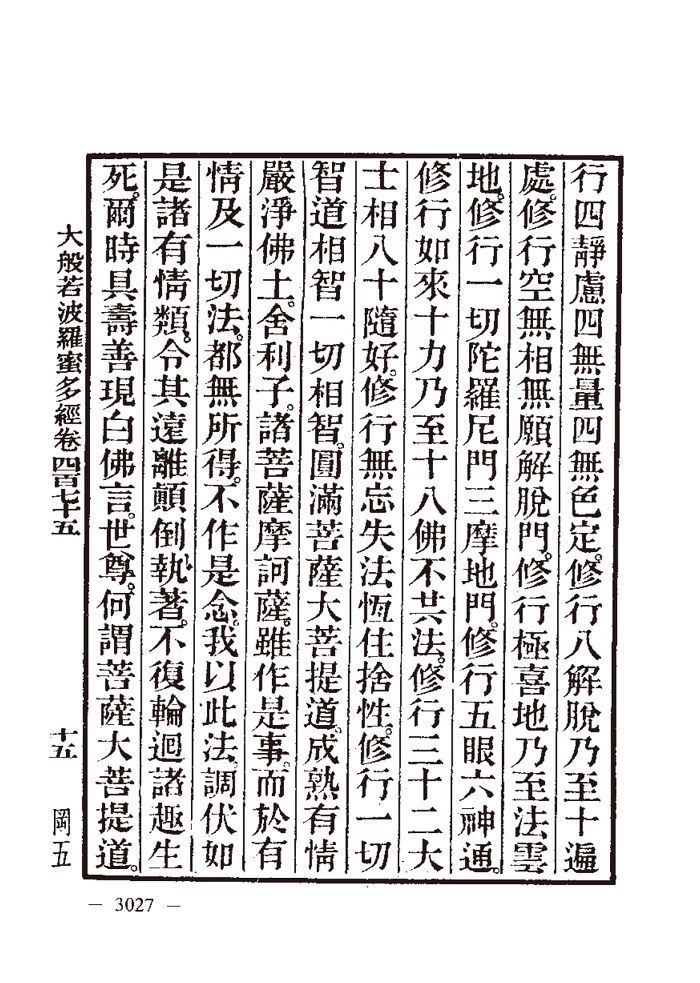 行四靜慮四無量四無色定。修行八解脫乃至十遍
處。修行空無相無願解脫門。修行極喜地乃至法雲
地。修行一切陀羅尼門三摩地門。修行五眼六神通。
修行如來十力乃至十八佛不共法。修行三十二大
士相八十隨好。修行無忘失法恆住捨性。修行一切
智道相智一切相智。圓滿菩薩大菩提道。成熟有情
嚴淨佛土。舍利子。諸菩薩摩訶薩。雖作是事。而於有
情及一切法。都無所得。不作是念。我以此法。調伏如
是諸有情類。令其遠離顛倒執著。不復輪迴諸趣生
死。爾時具壽善現白佛言。世尊。何謂菩薩大菩提道。
大般若波羅蜜多經卷四百七十五 十五 岡五
— 3027 —